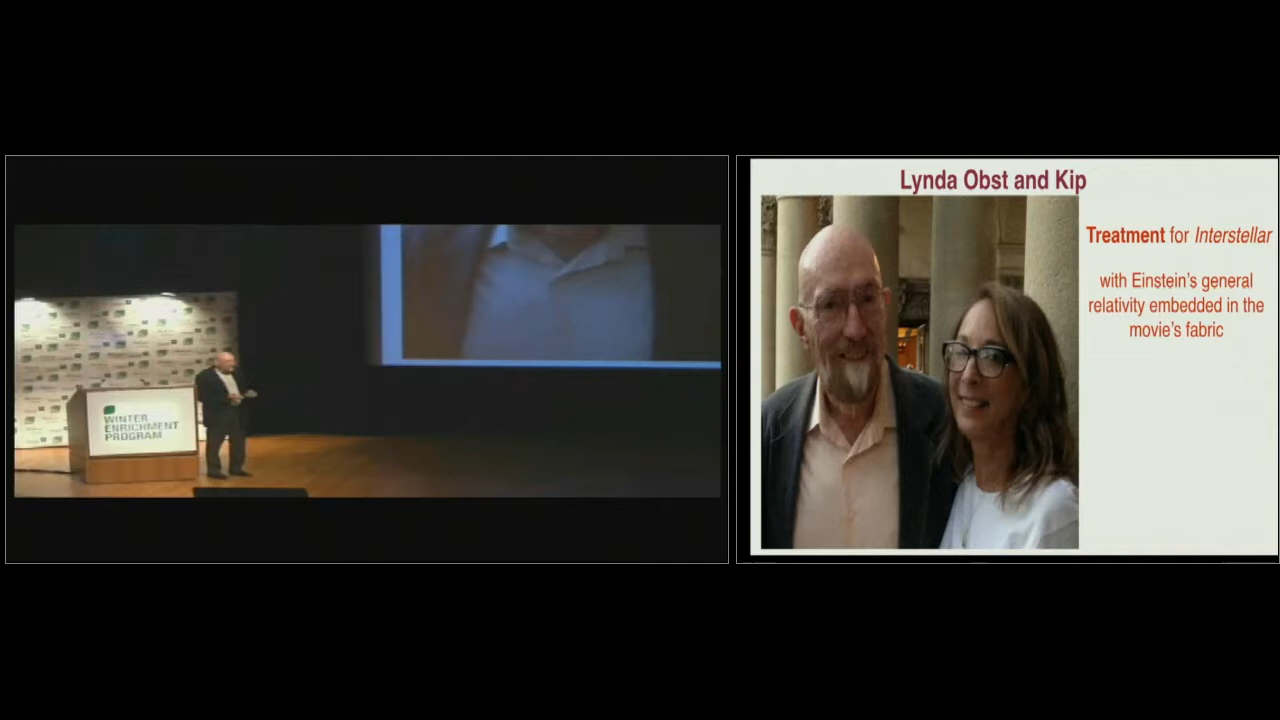 WINTER
ENRICHMENT
PROGRAM
Lynda Obst and Kip
Treatment for Interstellar
with Einstein's general
relativity embedded in the
movie's fabric